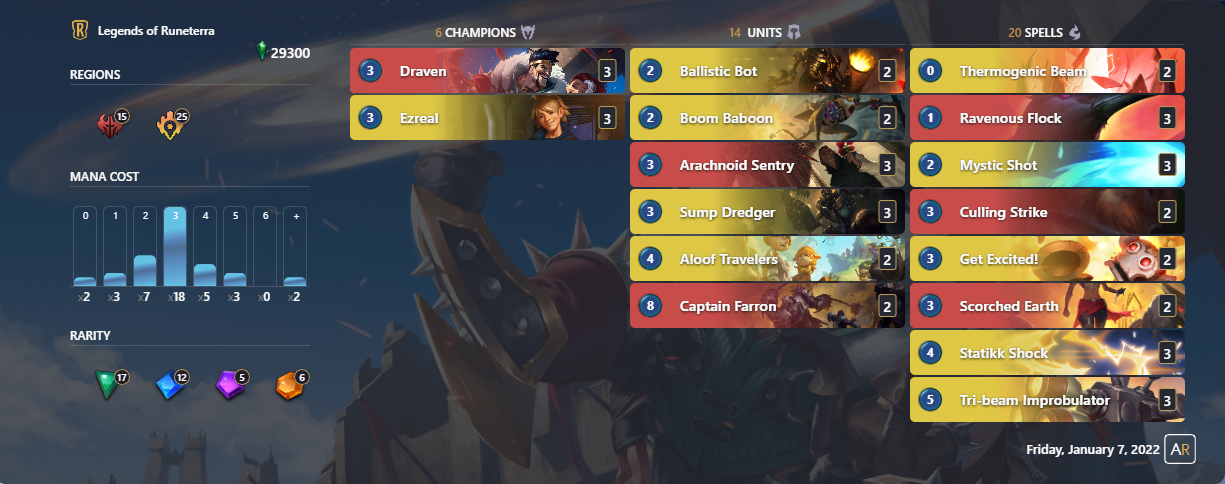 Legends of Runeterra
29300
REGIONS
15 25
MANA COST
0 1 2 3 4 5 6 +
x2 x3 x7 x18 x5 x3 x0 x2
RARITY
17 12 5 6
6 CHAMPIONS
3 Draven 3
3 Ezreal 3
14 UNITS
2 Ballistic Bot 2
2 Boom Baboon 2
3 Arachnoid Sentry 3
3 Sump Dredger 3
4 Aloof Travelers 2
8 Captain Farron 2
20 SPELLS
0 Thermogenic Beam 2
1 Ravenous Flock 3
2 Mystic Shot 3
3 Culling Strike 2
3 Get Excited! 2
3 Scorched Earth 2
4 Statikk Shock 3
5 Tri-beam Improbulator 3
Friday, January 7, 2022 AR